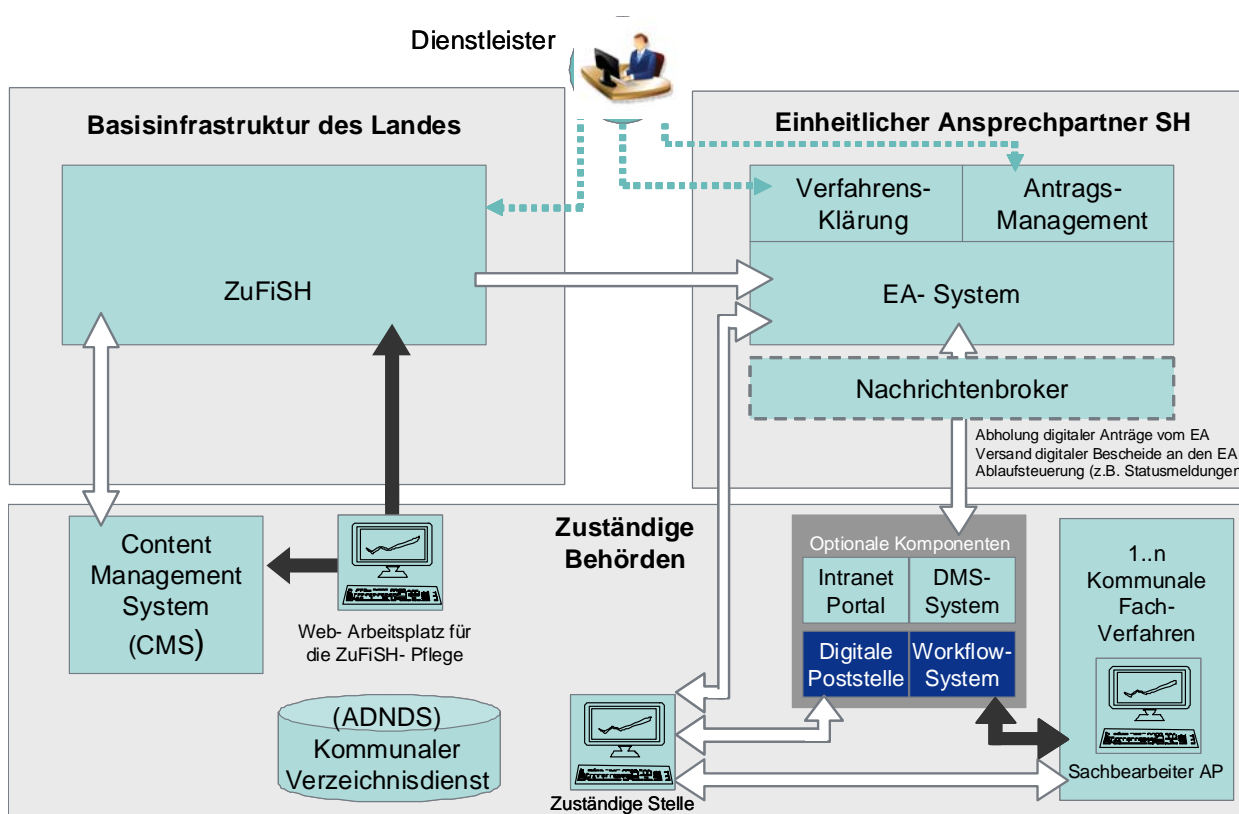 Dienstleister
Basisinfrastruktur des Landes
ZuFiSH
Einheitlicher Ansprechpartner SH
Verfahrens-
Klärung
Antrags-
Management
EA- System
Nachrichtenbroker
Abholung digitaler Anträge vom EA
Versand digitaler Bescheide an den EA
Ablaufsteuerung (z.B. Statusmeldungen
Zuständige
Behörden
Content
Management
System
(CMS)
Web- Arbeitsplatz für
die ZuFiSH- Pflege
(ADNDS)
Kommunaler
Verzeichnisdienst
Zuständige Stelle
Optionale Komponenten
Intranet
Portal
DMS-
System
Digitale
Poststelle
Workflow-
System
1..n
Kommunale
Fach-
Verfahren
Sachbearbeiter AP